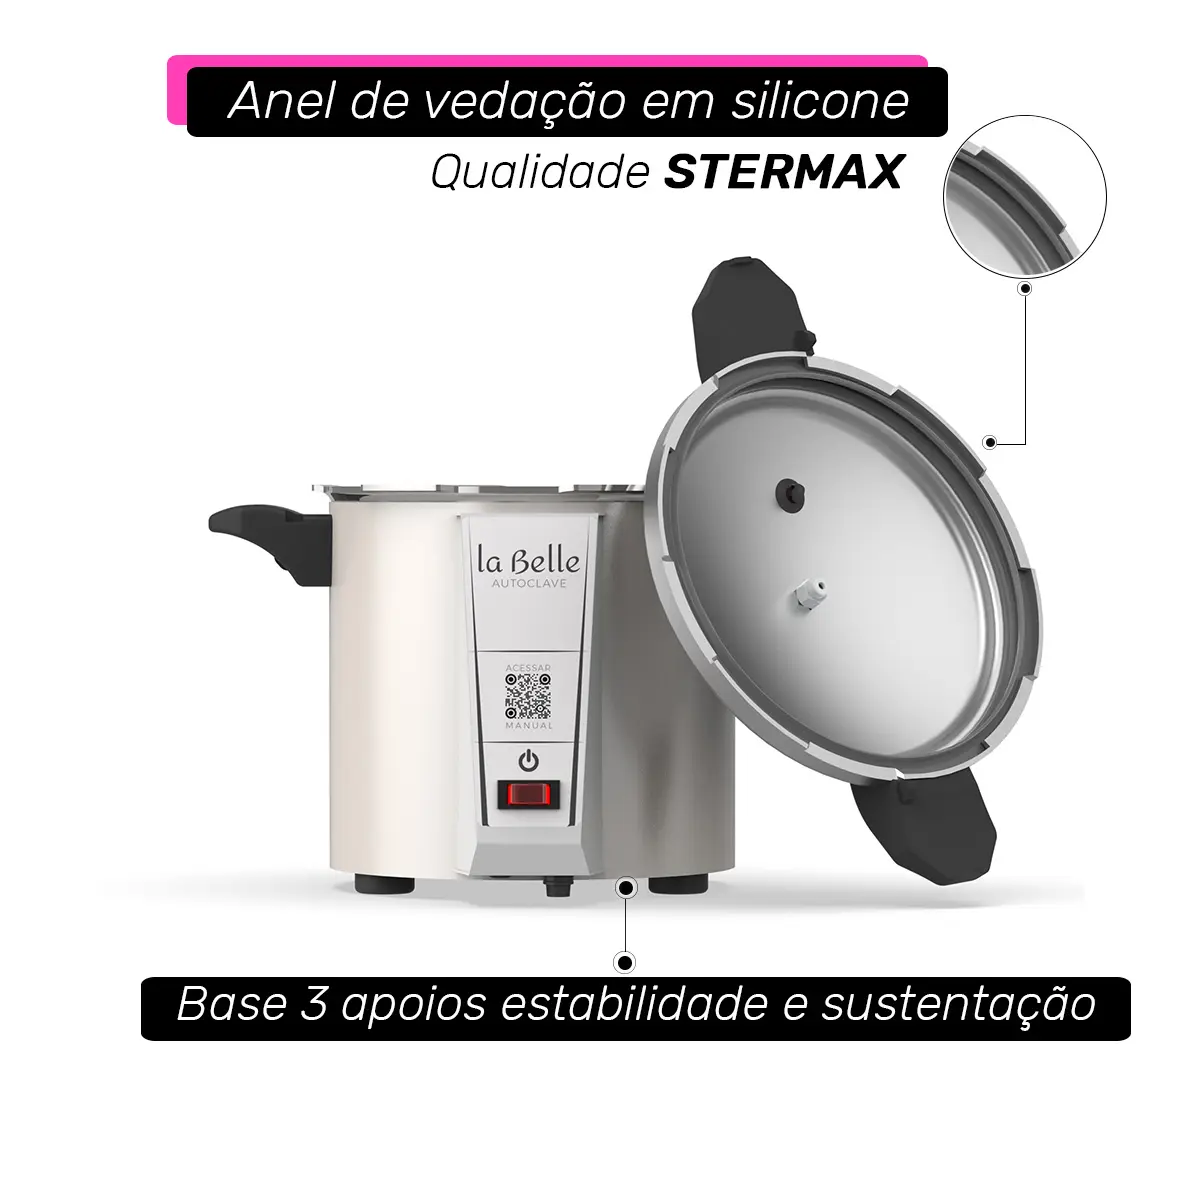 Anel de vedação em silicone
Qualidade STERMAX
la Belle
AUTOCLAVE
ACESSAR
MANUAL
Base 3 apoios estabilidade e sustentação